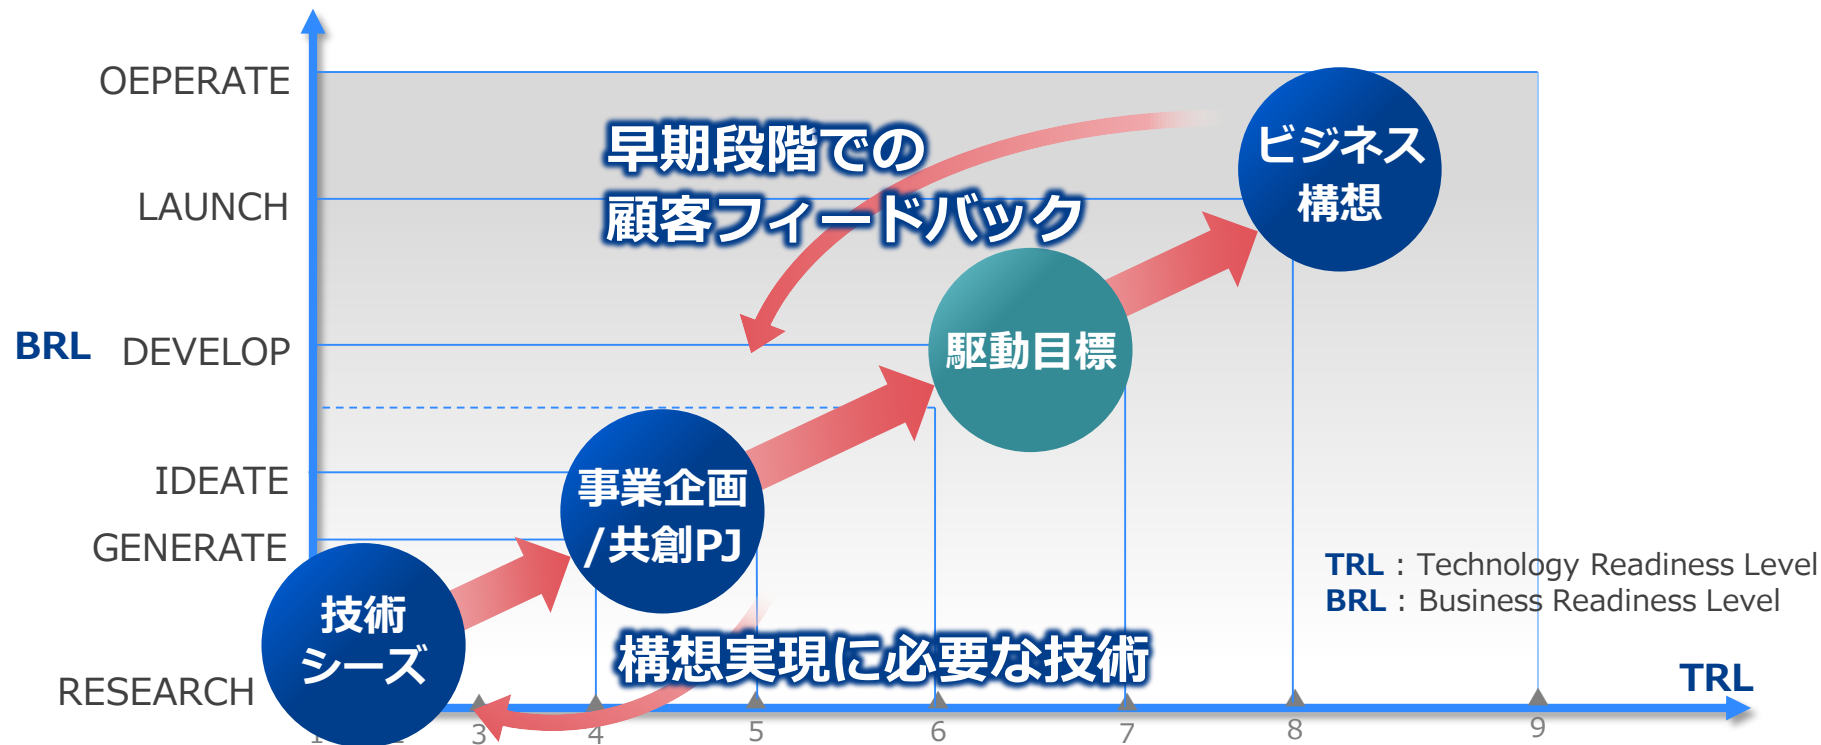 OEPERATE
早期段階での
ビジネス
構想
LAUNCH
顧客フィードバック
BRL
DEVELOP
駆動目標
IDEATE
事業企画
/共創PJ
GENERATE
TRL : Technology Readiness Level
BRL : Business Readiness Level
技術
シーズ
構想実現に必要な技術
RESEARCH
TRL
3 4 5 6 7 8 9